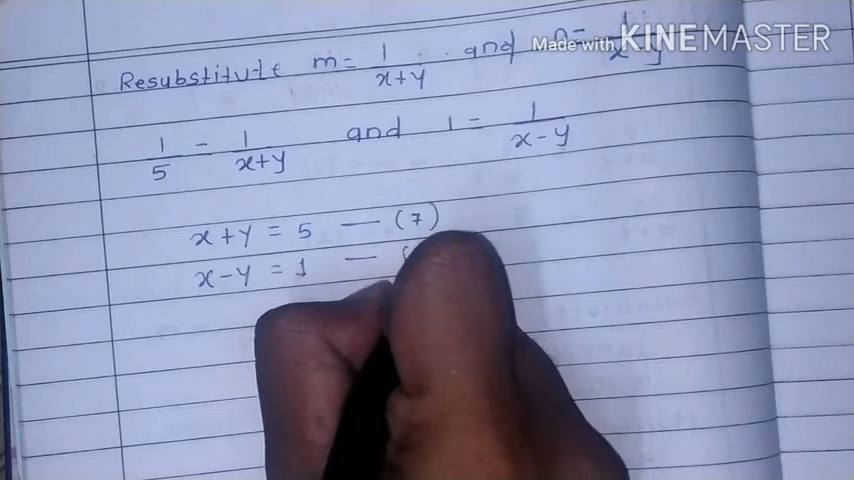 Made with KINEMASTER
Resubstitute m = 1/x+y and n =
1/5 = 1/x+y and 1 = 1/x-y
x+y = 5 — (7)
x-y = 1 —